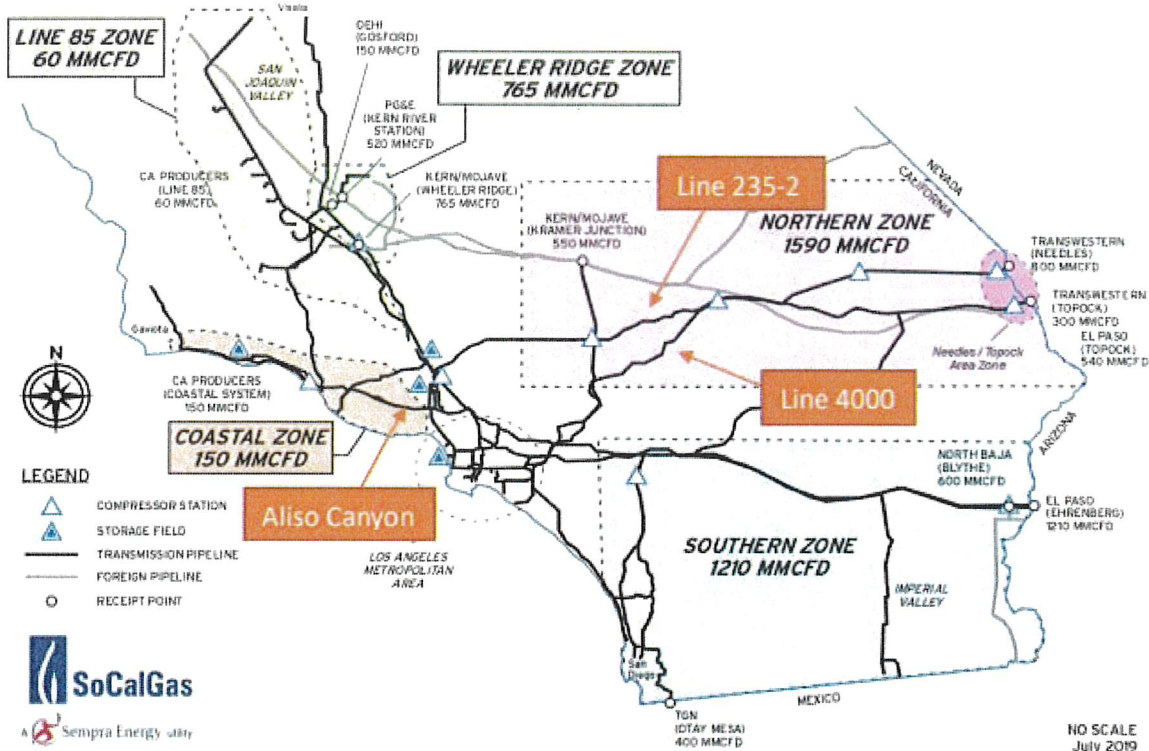 Visalia
OEHI
(GOSFORD)
150 MMCFD
LINE 85 ZONE
60 MMCFD
SAN
JOAQUIN
VALLEY
WHEELER RIDGE ZONE
765 MMCFD
PG&E
(KERN RIVER
STATION)
520 MMCFD
CA PRODUCERS
(LINE 85)
60 MMCFD
KERN/MOJAVE
(WHEELER RIDGE)
765 MMCFD
Line 235-2
NEVADA
CALIFORNIA
KERN/MOJAVE
(KRAMER JUNCTION)
550 MMCFD
NORTHERN ZONE
1590 MMCFD
TRANSWESTERN
(NEEDLES)
800 MMCFD
TRANSWESTERN
(TOPOCK)
300 MMCFD
EL PASO
(TOPOCK)
540 MMCFD
Needles / Topock
Area Zone
Gaviota
N
CA PRODUCERS
(COASTAL SYSTEM)
150 MMCFD
Line 4000
COASTAL ZONE
150 MMCFD
ARIZONA
NORTH BAJA
(BLYTHE)
600 MMCFD
EL PASO
(EHRENBERG)
1210 MMCFD
Aliso Canyon
LEGEND
COMPRESSOR STATION
STORAGE FIELD
TRANSMISSION PIPELINE
FOREIGN PIPELINE
RECEIPT POINT
LOS ANGELES
METROPOLITAN
AREA
SOUTHERN ZONE
1210 MMCFD
IMPERIAL
VALLEY
San
Diego
MEXICO
TGN
(OTAY MESA)
400 MMCFD
SoCalGas
A Sempra Energy utility
NO SCALE
July 2019